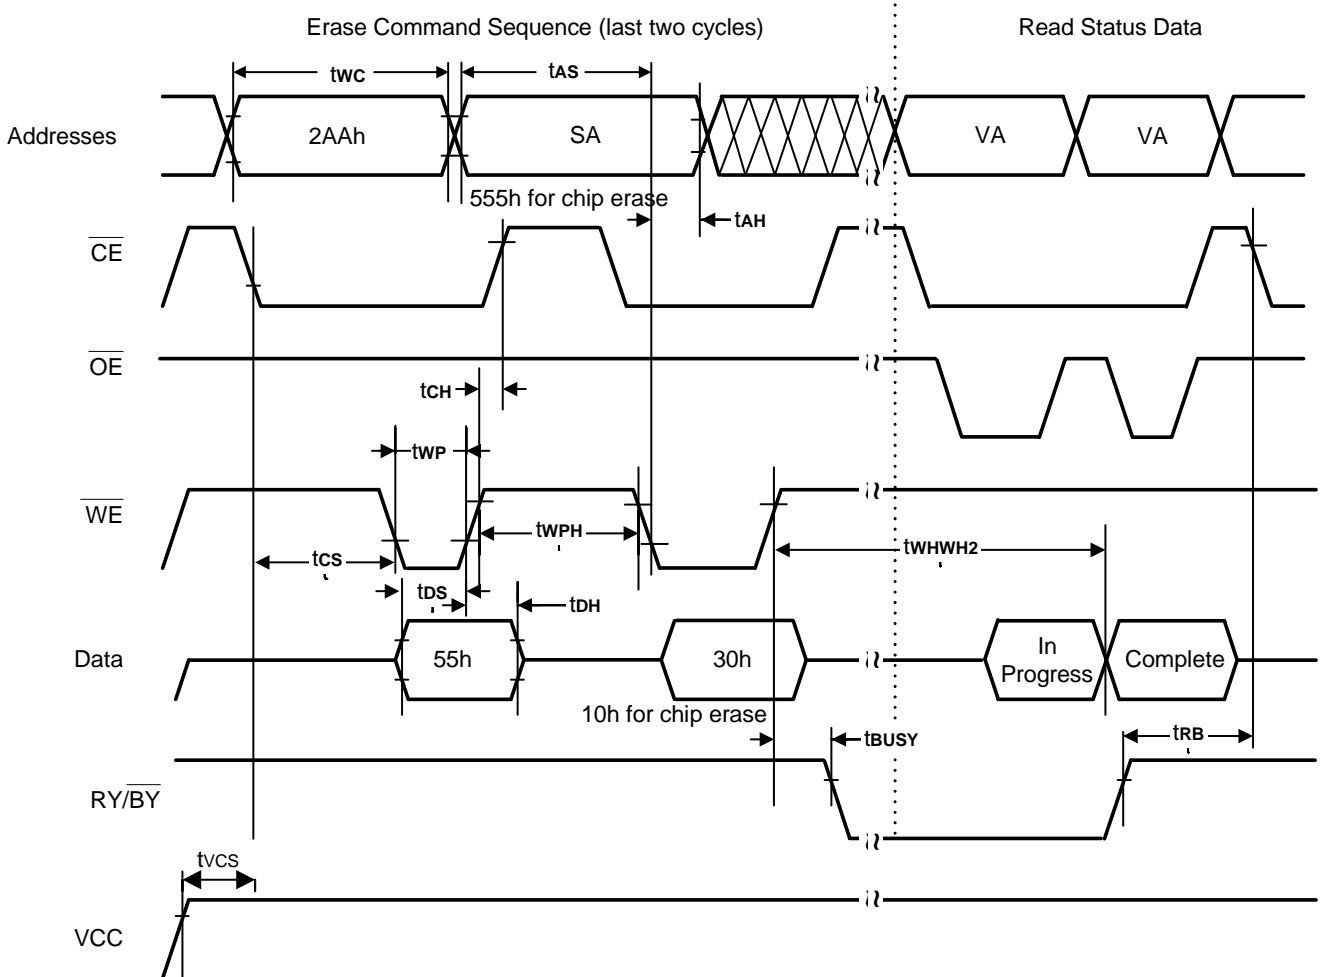 Erase Command Sequence (last two cycles)
Read Status Data
tWC
tAS
Addresses
2AAh
SA
VA
VA
555h for chip erase
tAH
CE
OE
tCH
tWP
WE
tWPH
tWHWH2
tCS
tDS
tDH
Data
55h
30h
In
Progress
Complete
10h for chip erase
tBUSY
tRB
RY/BY
tVCS
VCC